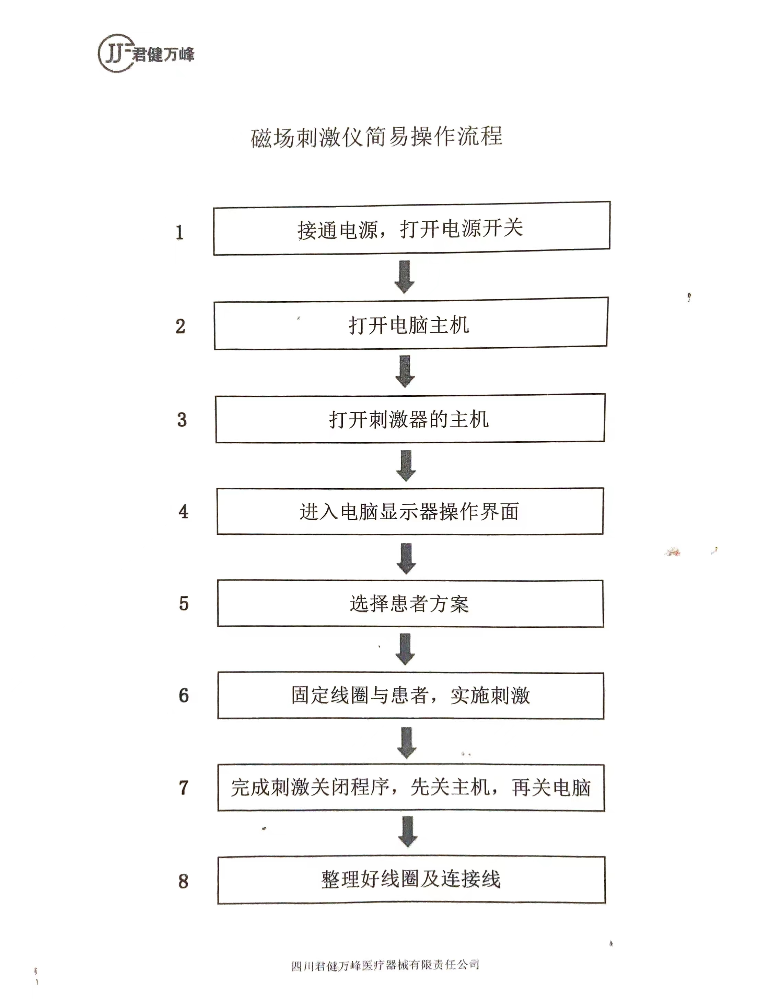 JJF君健万峰
磁场刺激仪简易操作流程
1 接通电源，打开电源开关
2 打开电脑主机
3 打开刺激器的主机
4 进入电脑显示器操作界面
5 选择患者方案
6 固定线圈与患者，实施刺激
7 完成刺激关闭程序，先关主机，再关电脑
8 整理好线圈及连接线
四川君健万峰医疗器械有限责任公司